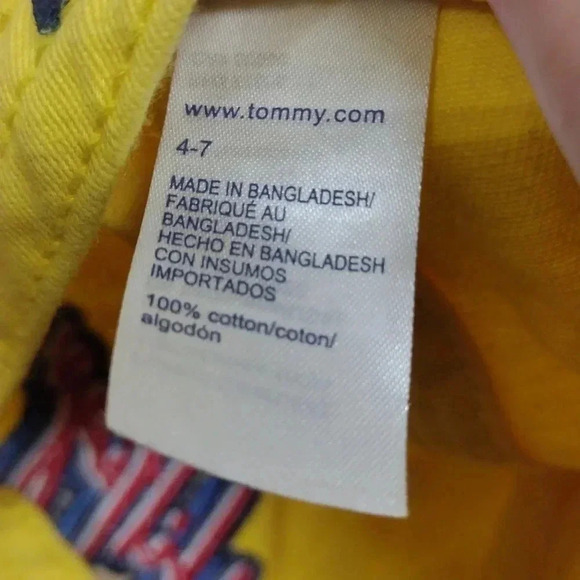 www.tommy.com
4-7
MADE IN BANGLADESH/
FABRIQUÉ AU
BANGLADESH/
HECHO EN BANGLADESH
CON INSUMOS
IMPORTADOS
100% cotton/coton/
algodón